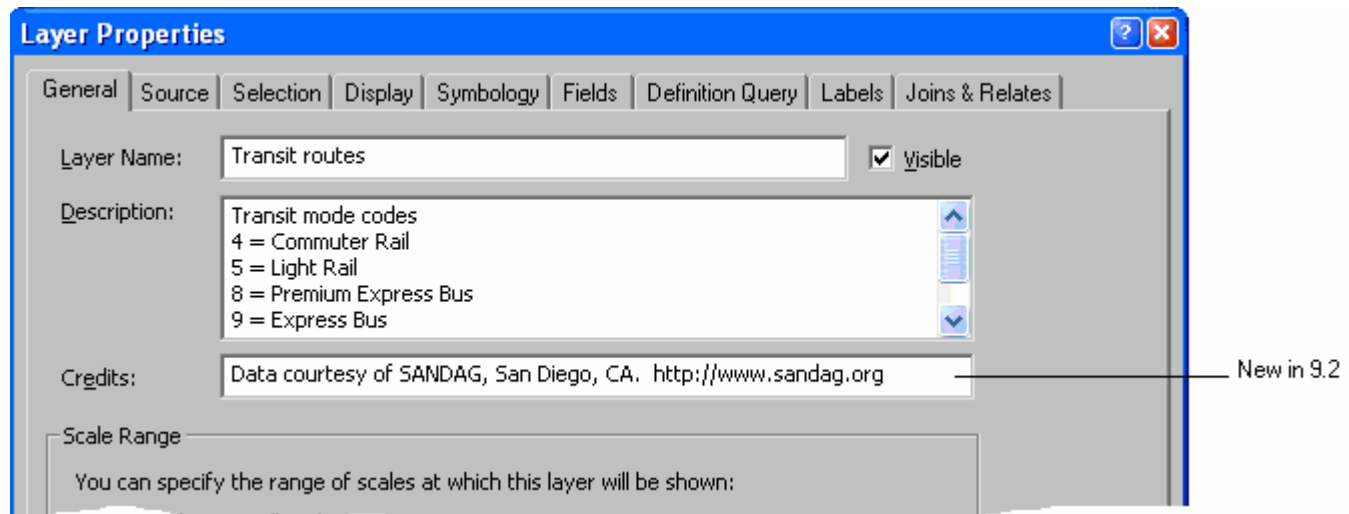 Layer Properties
General Source Selection Display Symbology Fields Definition Query Labels Joins & Relates
Layer Name: Transit routes Visible
Description: Transit mode codes
4 = Commuter Rail
5 = Light Rail
8 = Premium Express Bus
9 = Express Bus
Credits: Data courtesy of SANDAG, San Diego, CA.  http://www.sandag.org New in 9.2
Scale Range
You can specify the range of scales at which this layer will be shown: